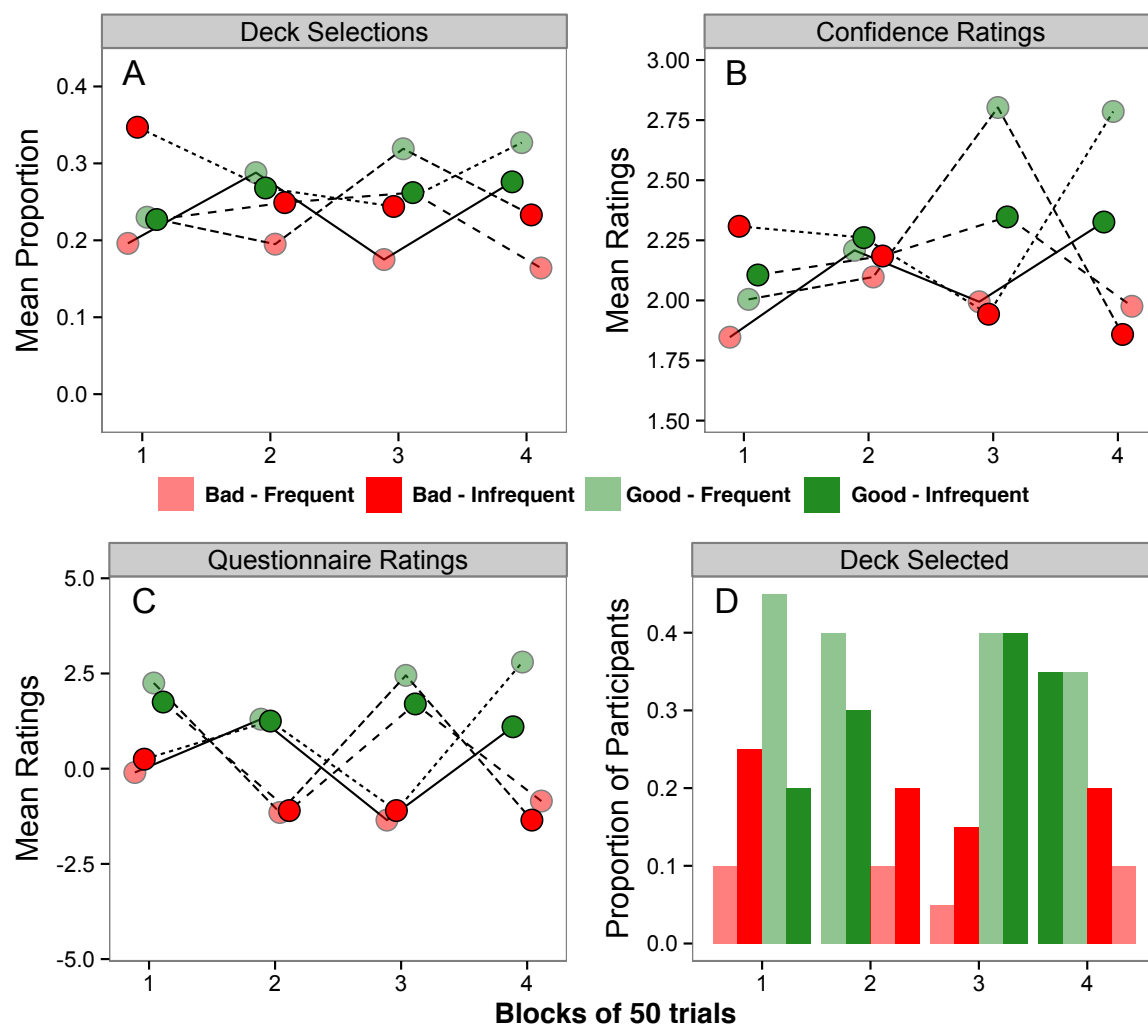 Deck Selections
A
Mean Proportion
0.4
0.3
0.2
0.1
0.0
1 2 3 4
Confidence Ratings
B
Mean Ratings
3.00
2.75
2.50
2.25
2.00
1.75
1.50
1 2 3 4
Bad - Frequent Bad - Infrequent Good - Frequent Good - Infrequent
Questionnaire Ratings
C
Mean Ratings
5.0
2.5
0.0
-2.5
-5.0
1 2 3 4
Deck Selected
D
Proportion of Participants
0.4
0.3
0.2
0.1
0.0
1 2 3 4
Blocks of 50 trials